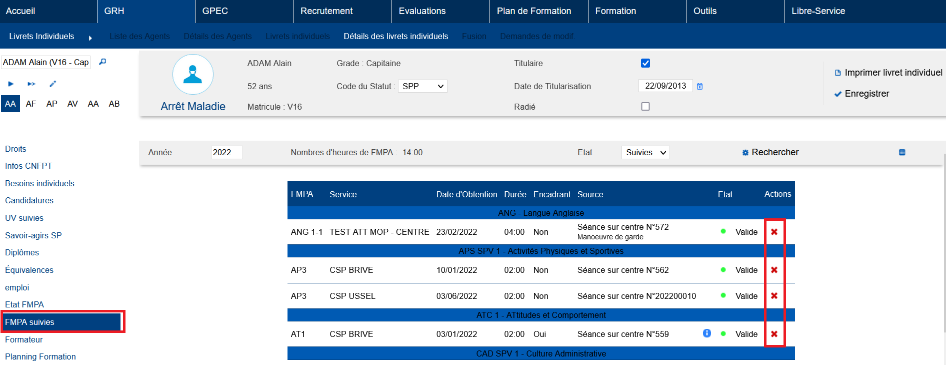 Accueil GRH GPEC Recrutement Evaluations Plan de Formation Formation Outils Libre-Service
Livrets Individuels Liste des Agents Détails des Agents Livrets individuels Détails des livrets individuels Fusion Demandes de modif.
ADAM Alain (V16 - Cap
AA AF AP AV AA AB
ADAM Alain Grade : Capitaine Titulaire
52 ans Code du Statut : SPP Date de Titularisation 22/09/2013
Arrêt Maladie Matricule : V16 Radié
Imprimer livret individuel
Enregistrer
Droits
Infos CNFPT
Besoins individuels
Candidatures
UV suivies
Savoir-agirs SP
Diplômes
Équivalences
emploi
Etat FMPA
FMPA suivies
Formateur
Planning Formation
Année 2022 Nombres d'heures de FMPA 14:00 Etat Suivies Rechercher
FMPA Service Date d'Obtention Durée Encadrant Source Etat Actions
ANG - Langue Anglaise
ANG 1.1 TEST ATT MOP - CENTRE 23/02/2022 04:00 Non Séance sur centre N°572 Valide
Manoeuvre de garde
APS SPV 1 - Activités Physiques et Sportives
AP3 CSP BRIVE 10/01/2022 02:00 Non Séance sur centre N°562 Valide
AP3 CSP USSEL 03/06/2022 02:00 Non Séance sur centre N°202200010 Valide
ATC 1 - ATtitudes et Comportement
AT1 CSP BRIVE 03/01/2022 02:00 Oui Séance sur centre N°559 Valide
CAD SPV 1 - Culture Administrative